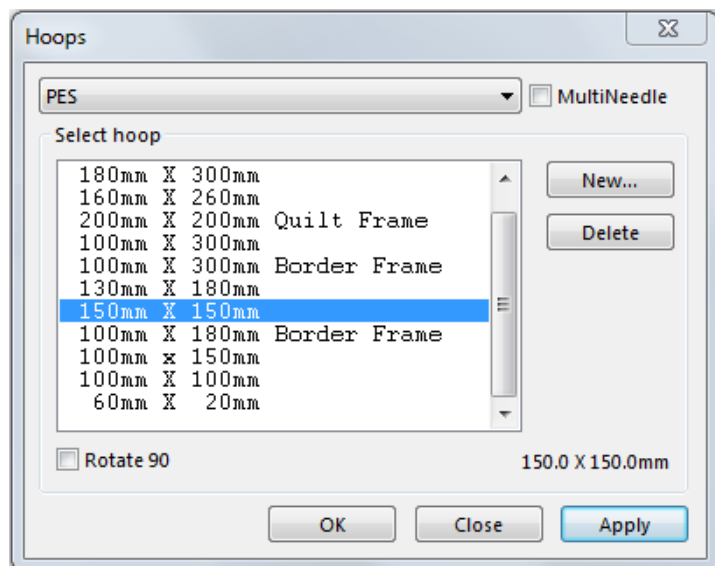 Hoops
PES
MultiNeedle
Select hoop
180mm X 300mm
160mm X 260mm
200mm X 200mm Quilt Frame
100mm X 300mm
100mm X 300mm Border Frame
130mm X 180mm
150mm X 150mm
100mm X 180mm Border Frame
100mm x 150mm
100mm X 100mm
60mm X 20mm
New...
Delete
Rotate 90
150.0 X 150.0mm
OK
Close
Apply